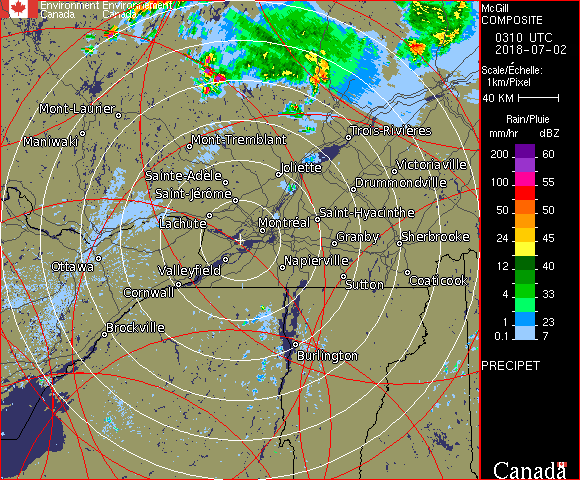 Environment Environnement
Canada Canada
McGill
COMPOSITE
0310 UTC
2018-07-02
Scale/Échelle:
1km/Pixel
40 KM
Rain/Pluie
mm/hr dBZ
200 60
100 55
50 50
24 45
12 40
4 33
1 23
0.1 7
PRECIPET
Canada
Mont-Laurier
Maniwaki
Mont-Tremblant
Trois-Rivières
Joliette
Victoriaville
Sainte-Adèle
Drummondville
Saint-Jérôme
Saint-Hyacinthe
Lachute
Montréal
Granby
Sherbrooke
Ottawa
Valleyfield
Napierville
Sutton
Coaticook
Cornwall
Brockville
Burlington